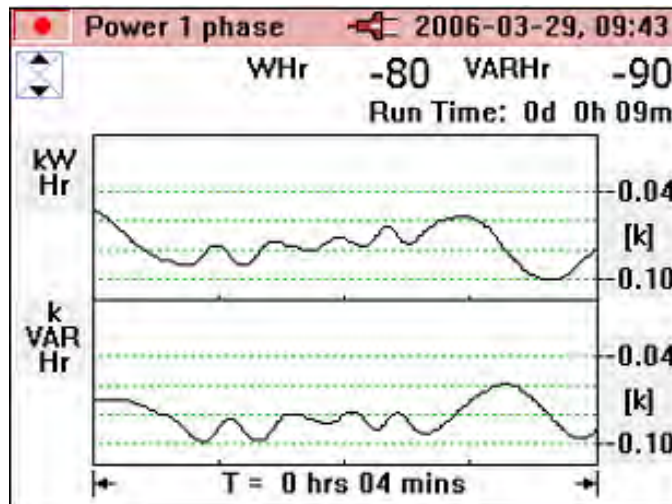 Power 1 phase 2006-03-29, 09:43
WHr -80 VARHr -90
Run Time: 0d 0h 09m
kW
Hr
-0.04
[k]
-0.10
k
VAR
Hr
-0.04
[k]
-0.10
T = 0 hrs 04 mins